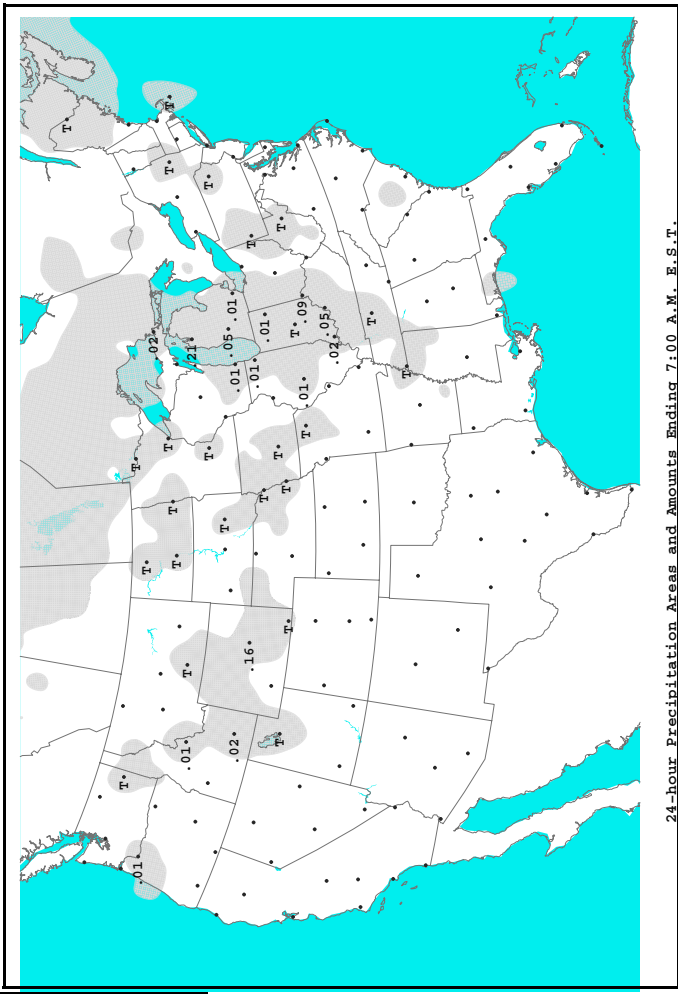 T
T
T
.01
T
.02
T
T
T
T
T
.01
T
.21
T
T
T
.05
.01
.02
.01
.16
T
.01
T
.01
T
T
T
T
T
T
.09
.01
T
.05
.02
T
T
24-hour Precipitation Areas and Amounts Ending 7:00 A.M. E.S.T.